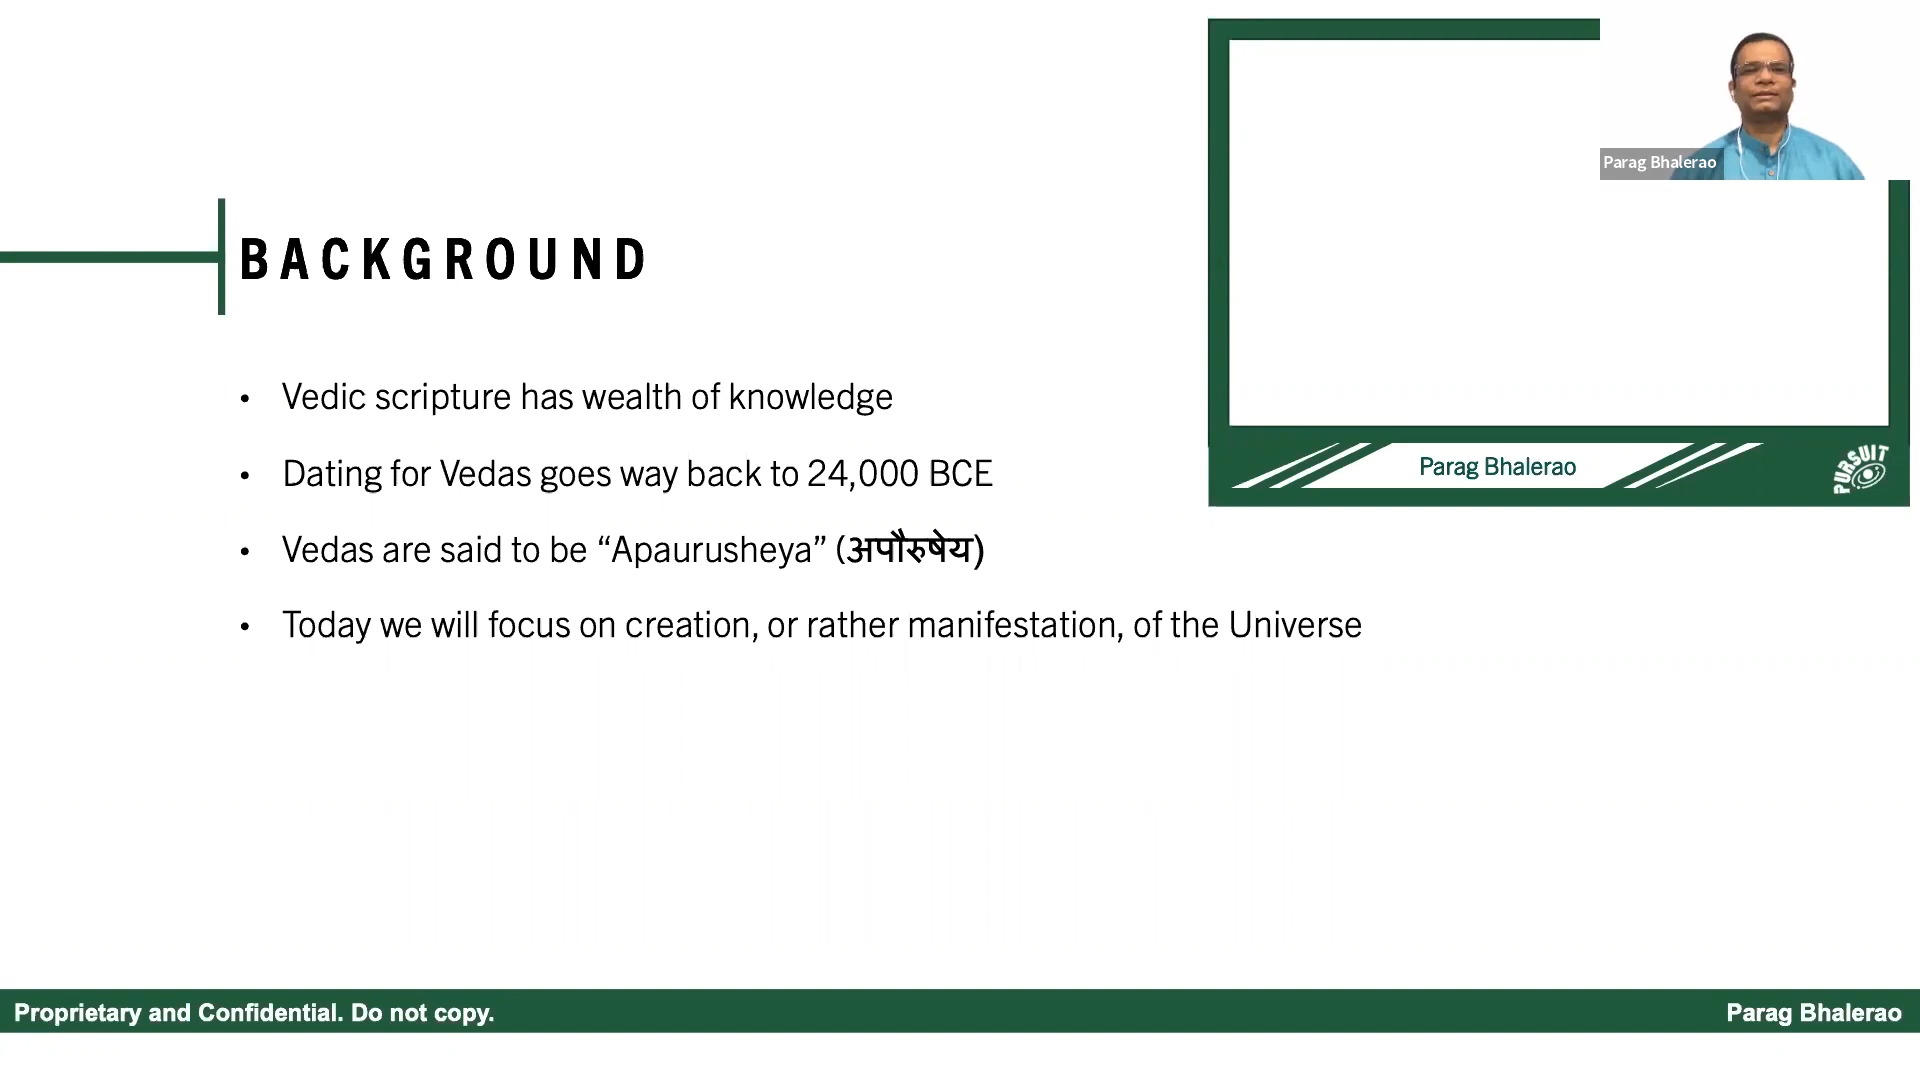 Parag Bhalerao
BACKGROUND
• Vedic scripture has wealth of knowledge
• Dating for Vedas goes way back to 24,000 BCE
Parag Bhalerao
PURSUIT
• Vedas are said to be “Apaurusheya” (अपौरुषेय)
• Today we will focus on creation, or rather manifestation, of the Universe
Proprietary and Confidential. Do not copy.
Parag Bhalerao